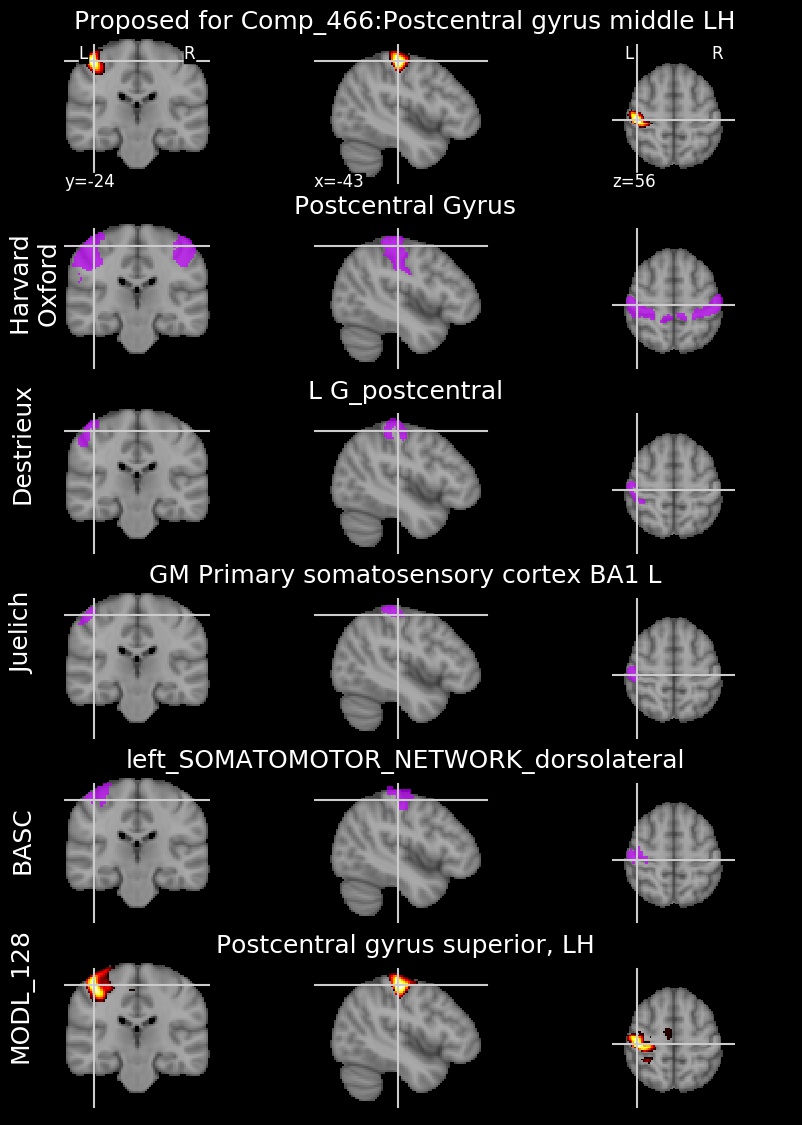 Proposed for Comp_466:Postcentral gyrus middle LH
L R
L R
y=-24
x=-43
z=56
Postcentral Gyrus
Harvard
Oxford
L G_postcentral
Destrieux
GM Primary somatosensory cortex BA1 L
Juelich
left_SOMATOMOTOR_NETWORK_dorsolateral
BASC
Postcentral gyrus superior, LH
MODL_128